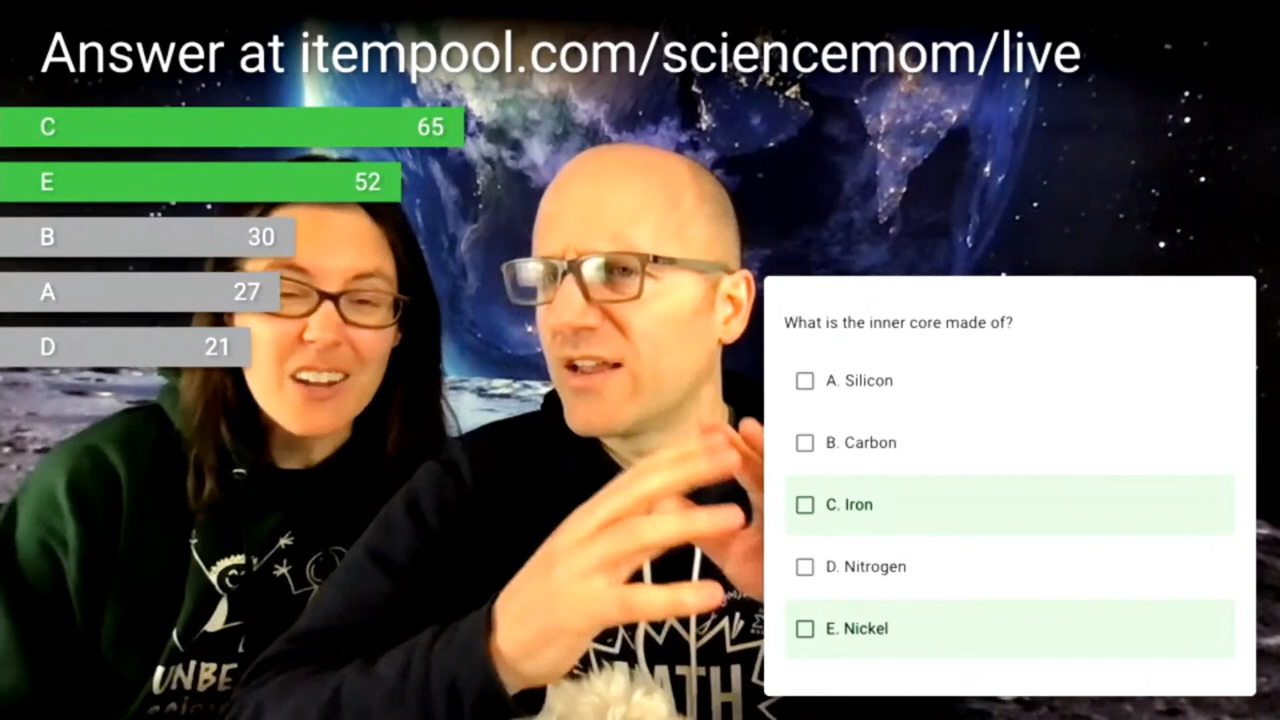 Answer at itempool.com/sciencemom/live
C 65
E 52
B 30
A 27
D 21
What is the inner core made of?
A. Silicon
B. Carbon
C. Iron
D. Nitrogen
E. Nickel
UNBE
MATH